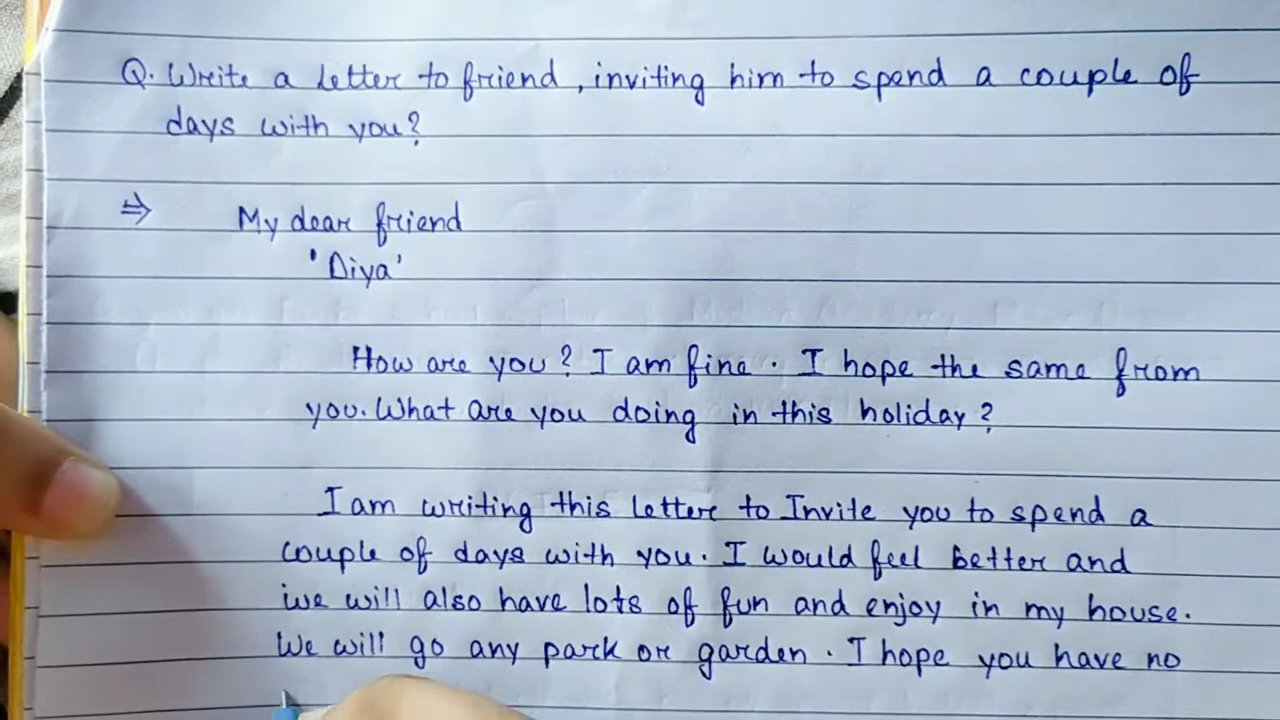 Q. Write a letter to friend, inviting him to spend a couple of
days with you?
⇒ My dear friend
'Diya'
How are you? I am fine. I hope the same from
you. What are you doing in this holiday?
I am writing this letter to Invite you to spend a
couple of days with you. I would feel better and
we will also have lots of fun and enjoy in my house.
We will go any park or garden. I hope you have no